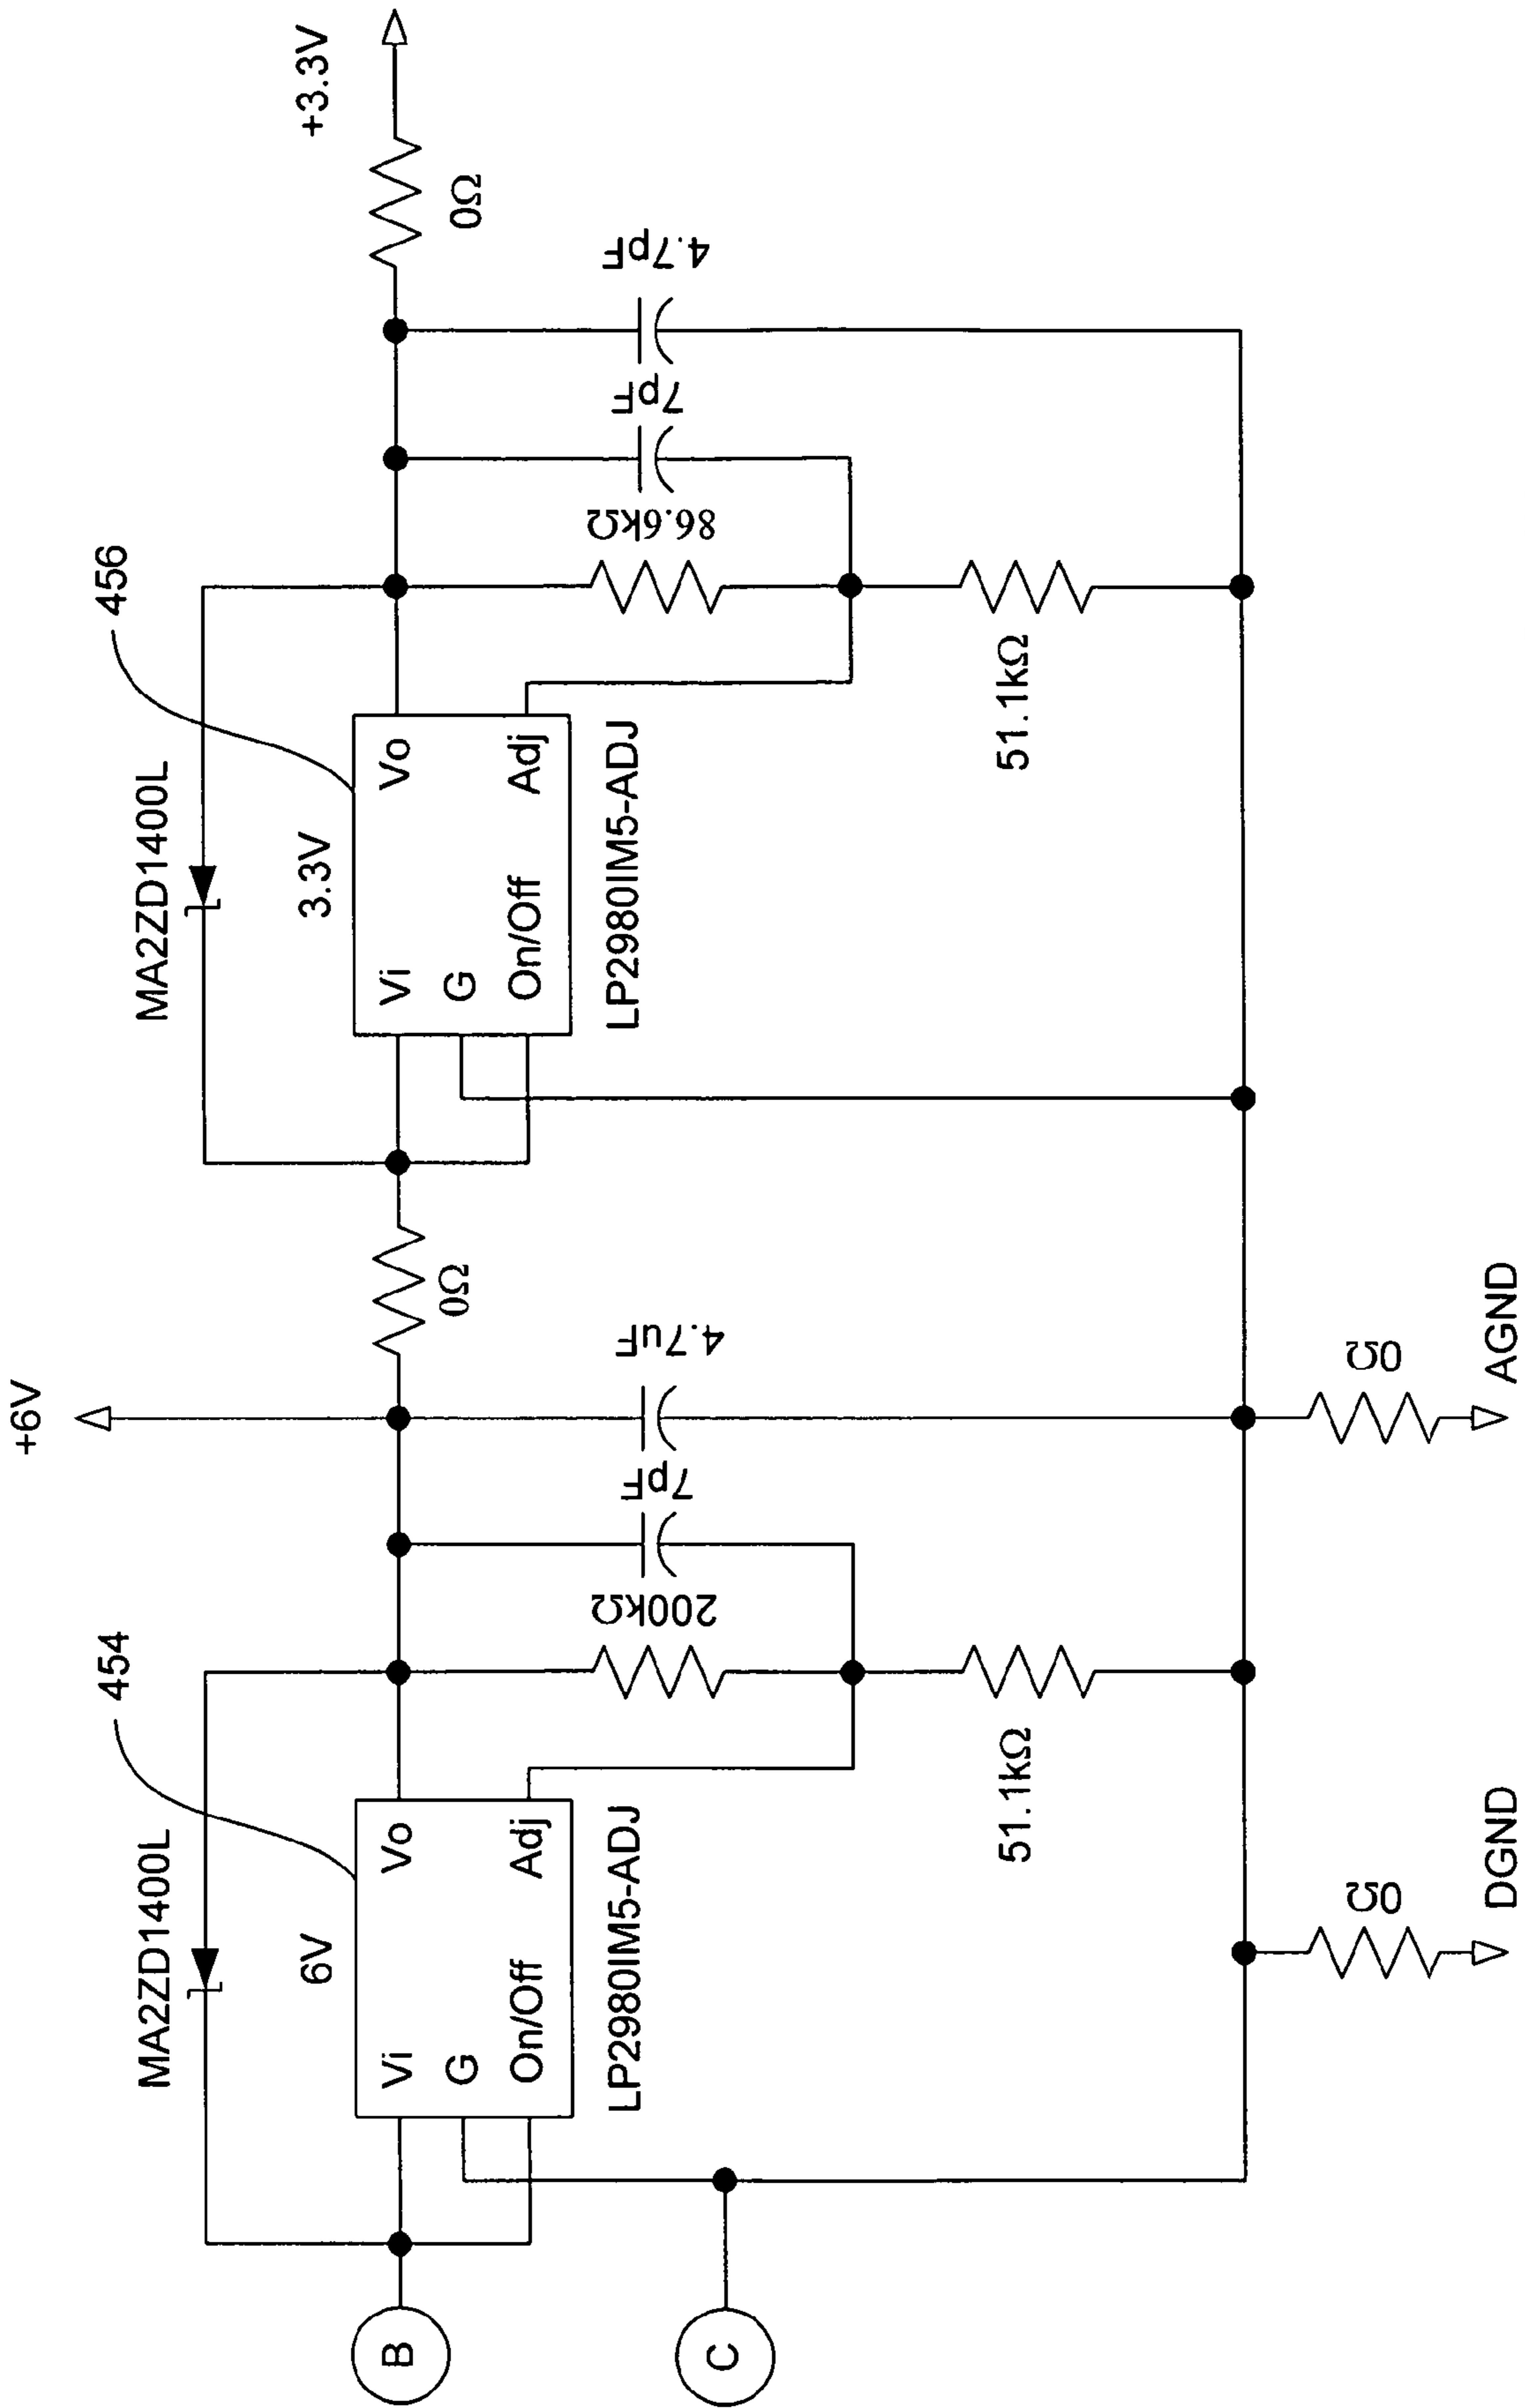 +6V
+3.3V
454
456
MA2ZD1400L
MA2ZD1400L
6V
3.3V
Vi
Vo
G
On/Off
Adj
LP2980IM5-ADJ
Vi
Vo
G
On/Off
Adj
LP2980IM5-ADJ
B
C
200kΩ
7pF
4.7uF
0Ω
86.6kΩ
7pF
4.7pF
0Ω
51.1kΩ
51.1kΩ
0Ω
0Ω
DGND
AGND